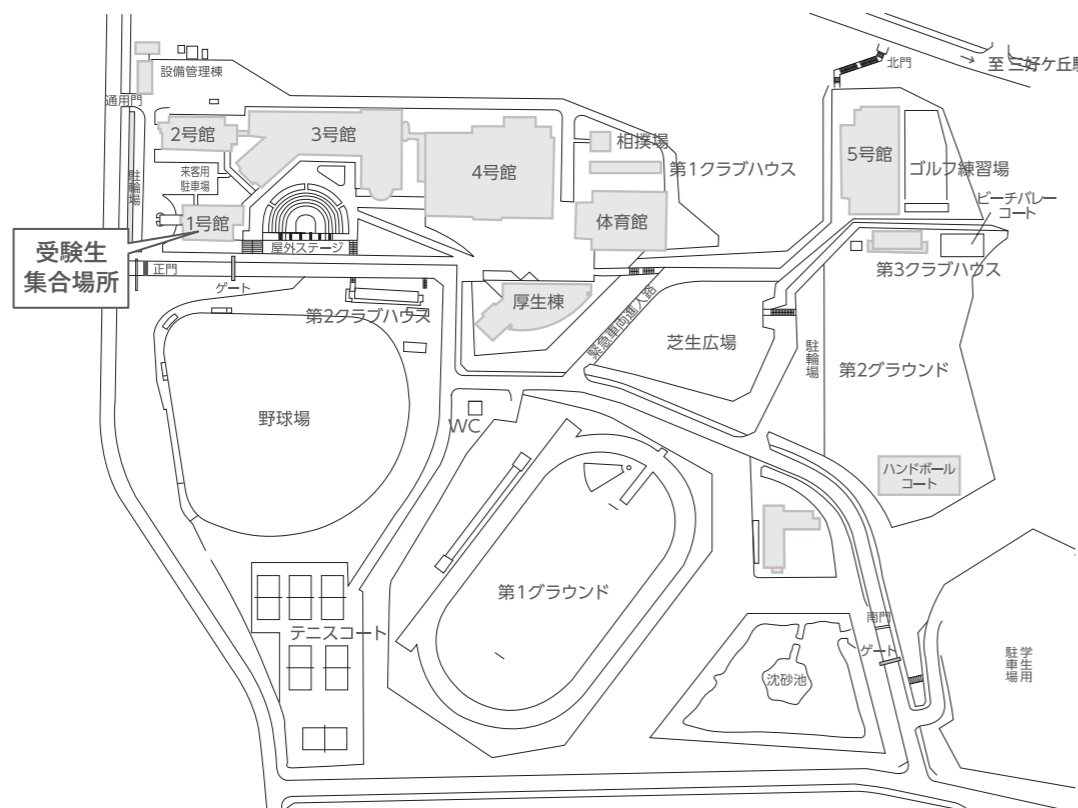 北門
至 三好ケ丘駅
設備管理棟
通用門
2号館
3号館
4号館
相撲場
第1クラブハウス
5号館
ゴルフ練習場
ビーチバレー
コート
駐輪場
来客用
駐車場
1号館
屋外ステージ
体育館
第3クラブハウス
受験生
集合場所
正門
ゲート
第2クラブハウス
厚生棟
緊急車両進入路
芝生広場
駐輪場
第2グラウンド
野球場
WC
ハンドボール
コート
第1グラウンド
テニスコート
南門
ゲート
沈砂池
学生用
駐車場